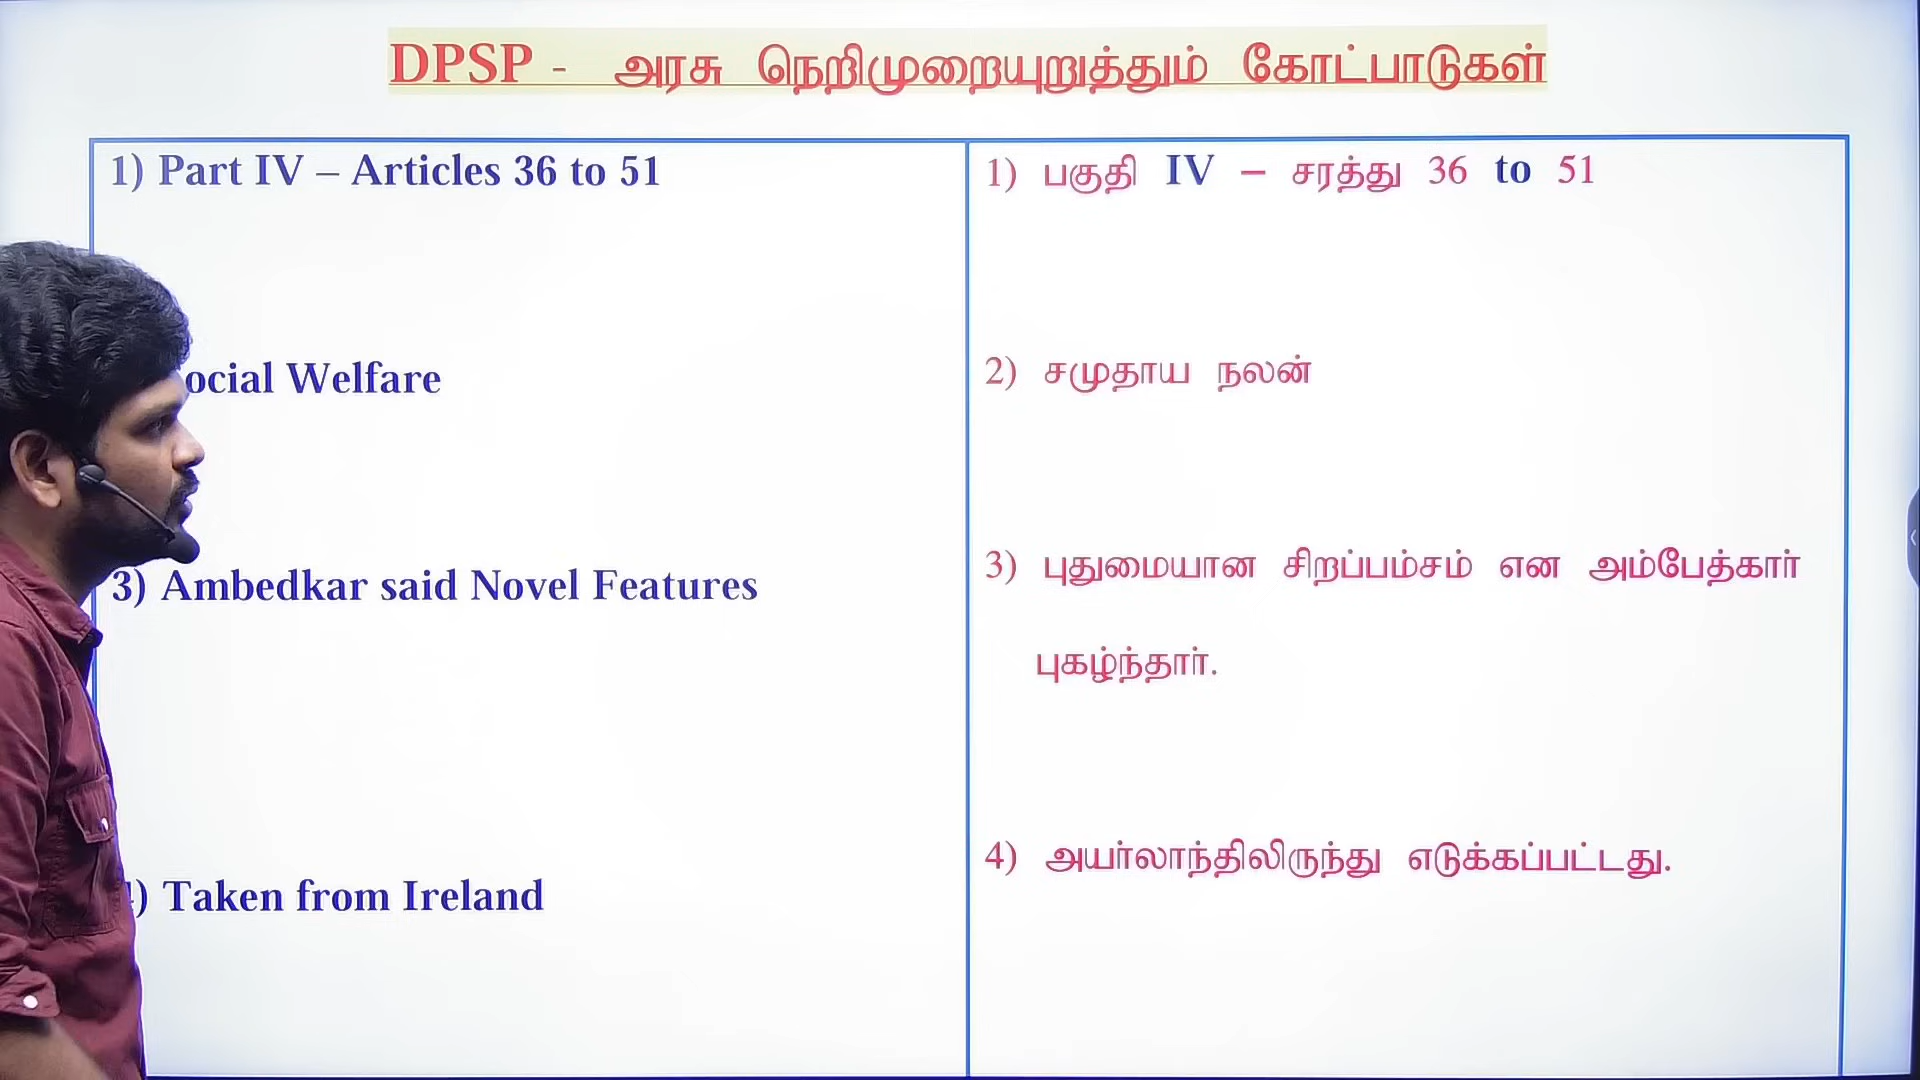 DPSP - அரசு நெறிமுறையுறுத்தும் கோட்பாடுகள்
1) Part IV – Articles 36 to 51
Welfare
3) Ambedkar said Novel Features
) Taken from Ireland
1) பகுதி IV – சரத்து 36 to 51
2) சமுதாய நலன்
3) புதுமையான சிறப்பம்சம் என அம்பேத்கார்
புகழ்ந்தார்.
4) அயர்லாந்திலிருந்து எடுக்கப்பட்டது.